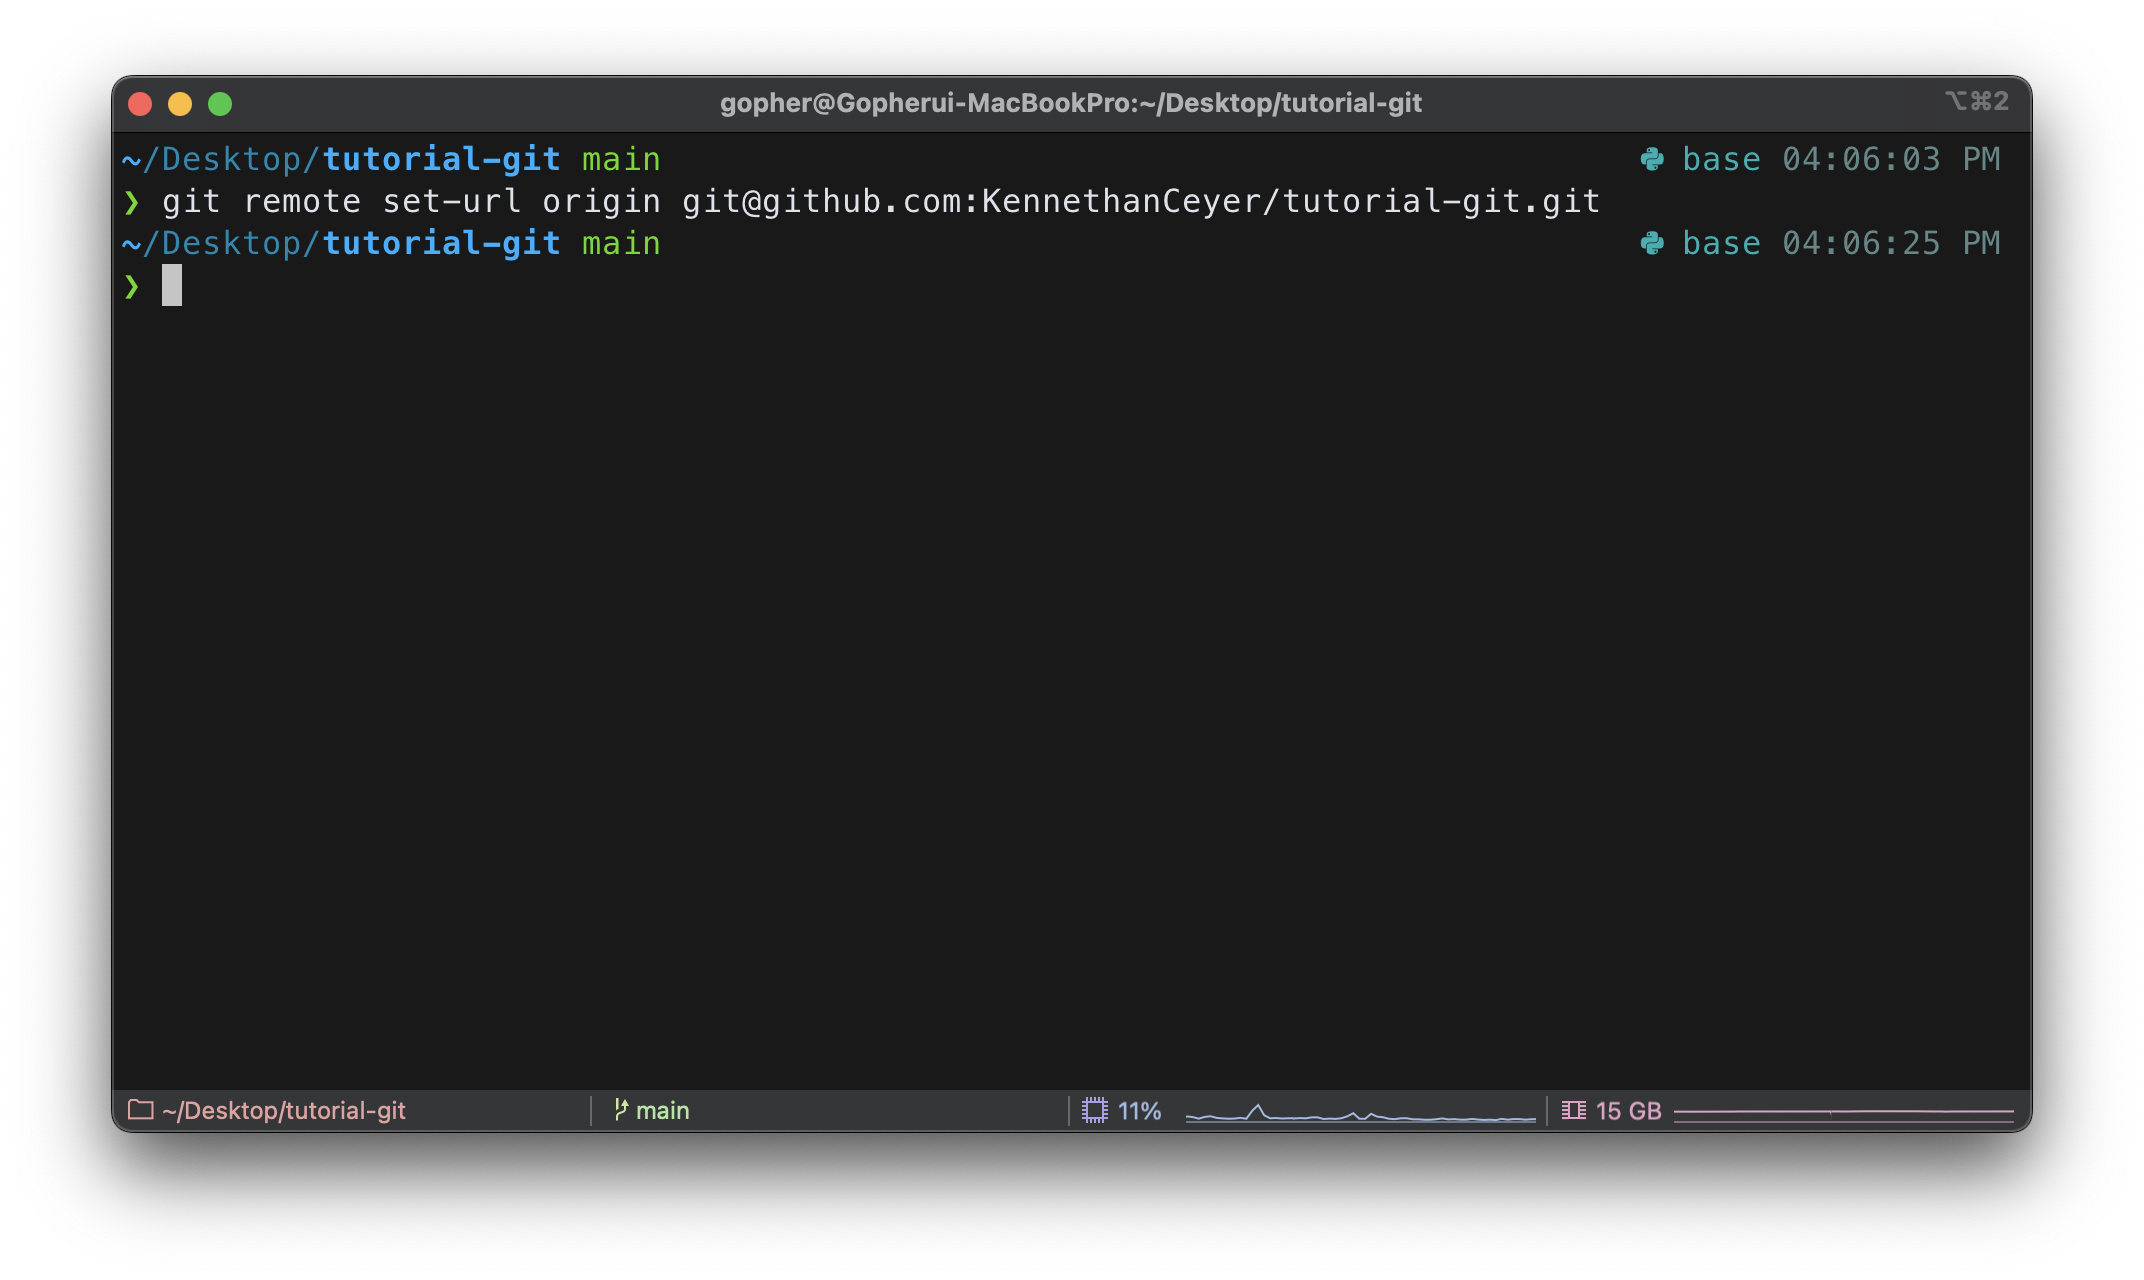 gopher@Gopherui-MacBookPro:~/Desktop/tutorial-git ⌥⌘2
~/Desktop/tutorial-git main base 04:06:03 PM
❯ git remote set-url origin git@github.com:KennethanCeyer/tutorial-git.git
~/Desktop/tutorial-git main base 04:06:25 PM
❯
~/Desktop/tutorial-git main 11% 15 GB